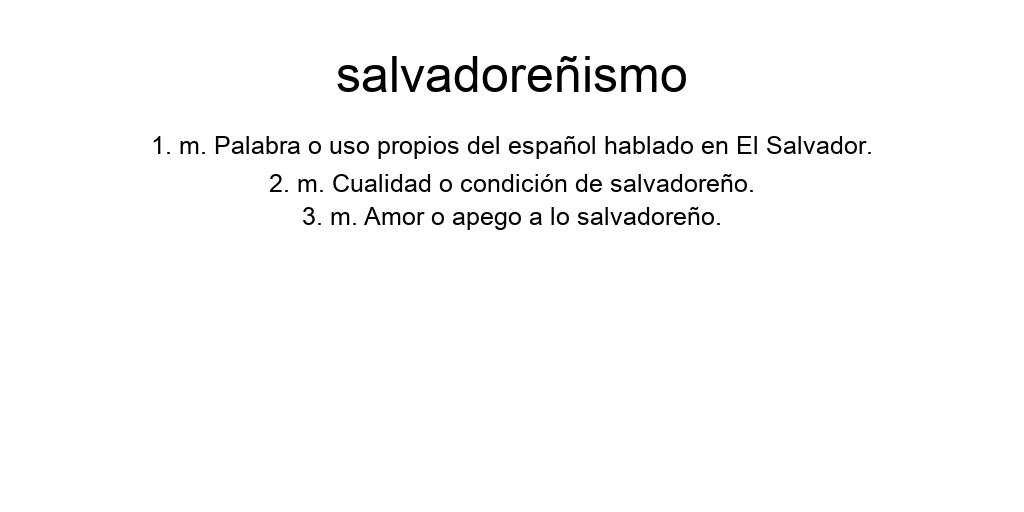 salvadoreñismo
1. m. Palabra o uso propios del español hablado en El Salvador.
2. m. Cualidad o condición de salvadoreño.
3. m. Amor o apego a lo salvadoreño.